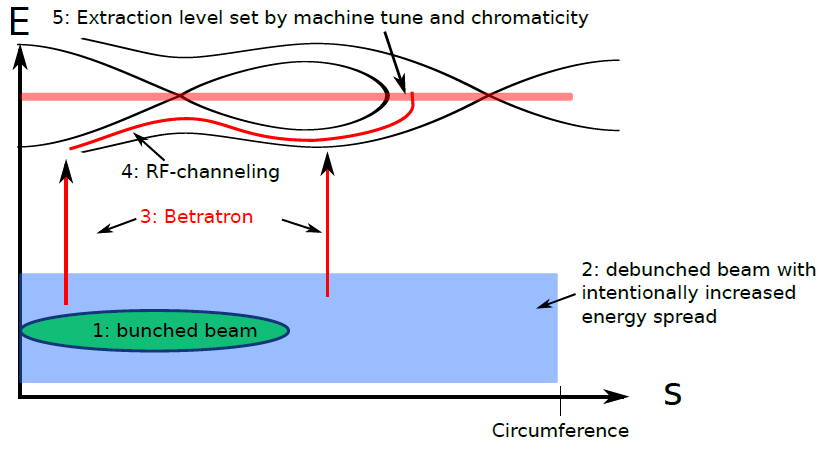 E
5: Extraction level set by machine tune and chromaticity
4: RF-channeling
3: Betratron
2: debunched beam with
intentionally increased
energy spread
1: bunched beam
S
Circumference